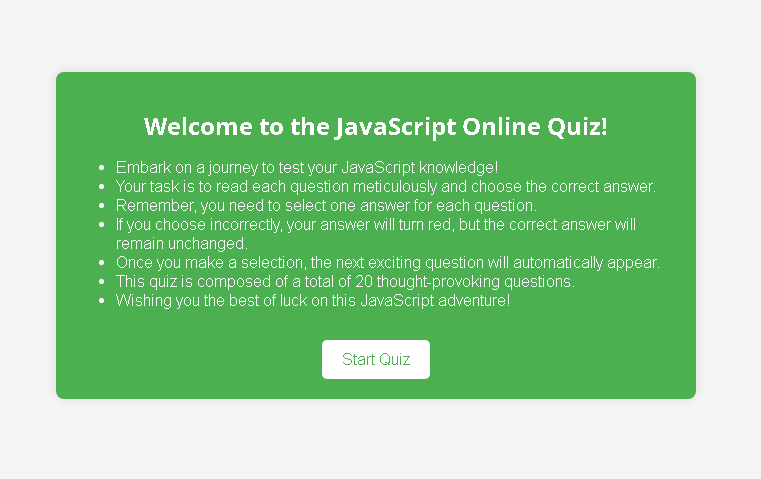 Welcome to the JavaScript Online Quiz!
• Embark on a journey to test your JavaScript knowledge!
• Your task is to read each question meticulously and choose the correct answer.
• Remember, you need to select one answer for each question.
• If you choose incorrectly, your answer will turn red, but the correct answer will
remain unchanged.
• Once you make a selection, the next exciting question will automatically appear.
• This quiz is composed of a total of 20 thought-provoking questions.
• Wishing you the best of luck on this JavaScript adventure!
Start Quiz